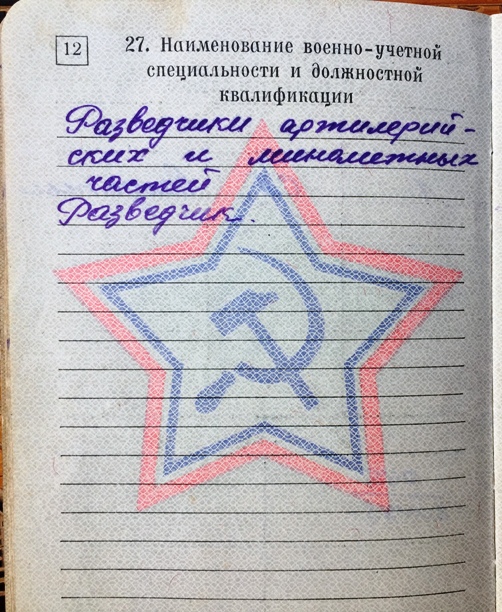 12
27. Наименование военно-учетной
специальности и должностной
квалификации
Разведчики артилерий-
ских и минометных
частей
Разведчик.